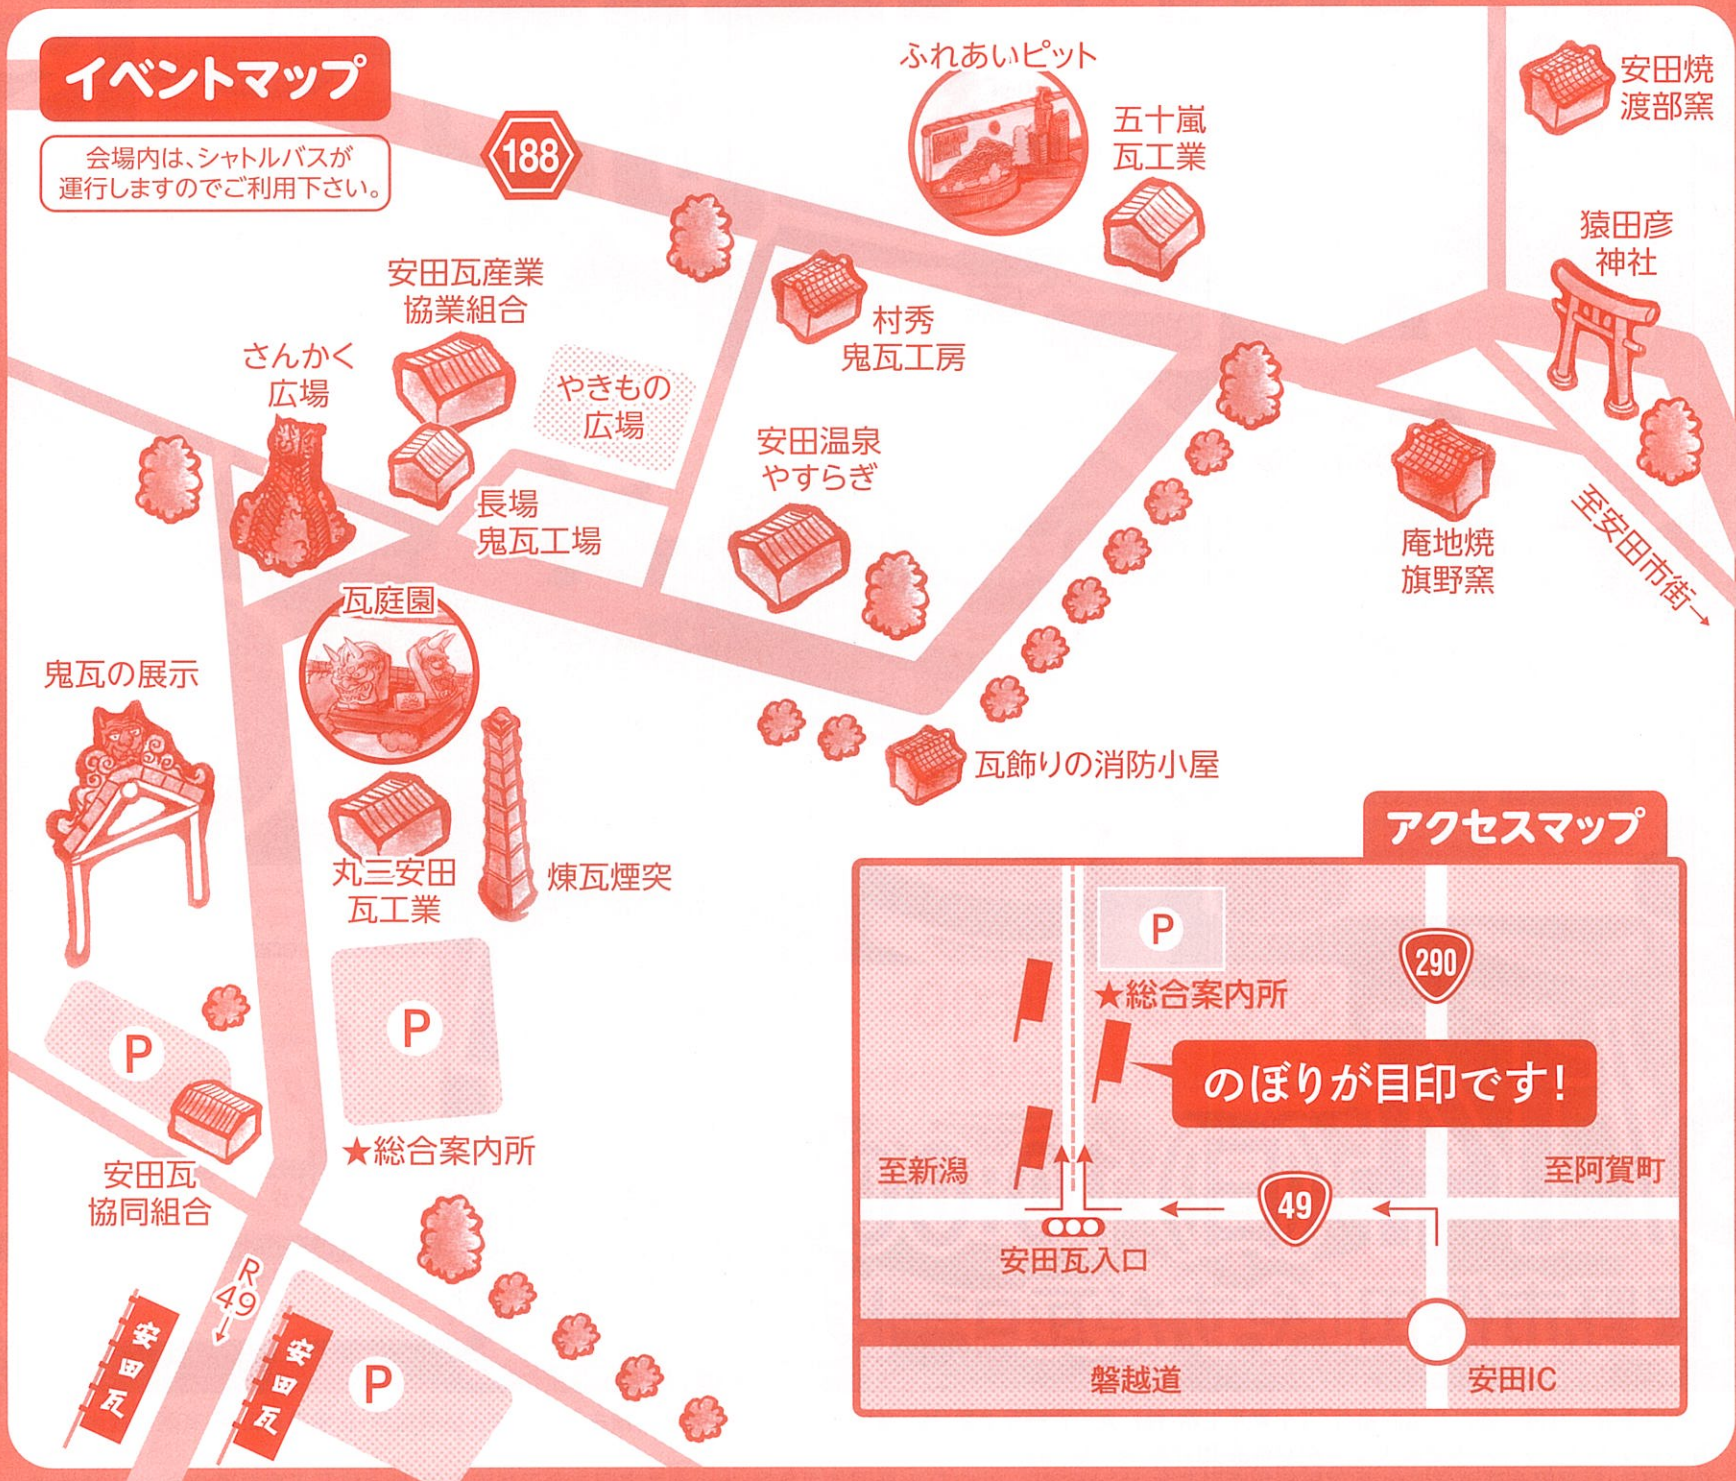 イベントマップ
会場内は、シャトルバスが
運行しますのでご利用下さい。
188
ふれあいピット
五十嵐
瓦工業
安田焼
渡部窯
猿田彦
神社
安田瓦産業
協業組合
村秀
鬼瓦工房
さんかく
広場
やきもの
広場
安田温泉
やすらぎ
長場
鬼瓦工場
庵地焼
旗野窯
至安田市街→
瓦庭園
鬼瓦の展示
瓦飾りの消防小屋
丸三安田
瓦工業
煉瓦煙突
P
P
★総合案内所
安田瓦
協同組合
R
49
↓
安田瓦
安田瓦
P
アクセスマップ
P
★総合案内所
290
のぼりが目印です!
至新潟
至阿賀町
49
安田瓦入口
磐越道
安田IC